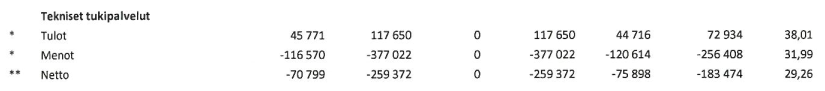 Tekniset tukipalvelut
* Tulot 45 771 117 650 0 117 650 44 716 72 934 38,01
* Menot -116 570 -377 022 0 -377 022 -120 614 -256 408 31,99
** Netto -70 799 -259 372 0 -259 372 -75 898 -183 474 29,26